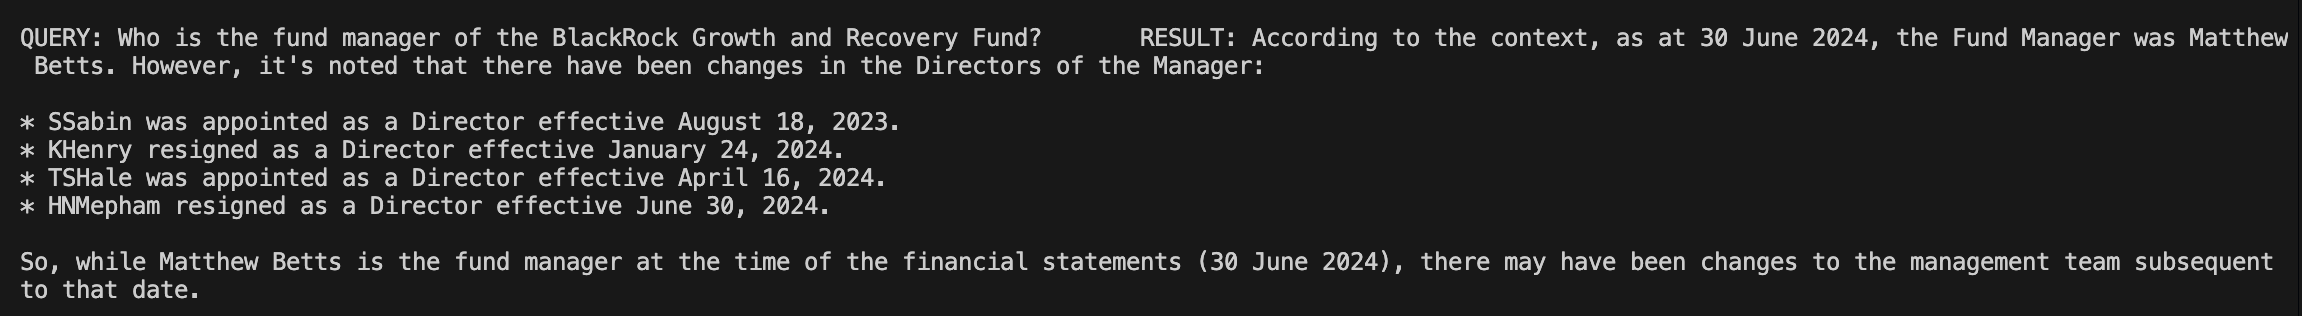 QUERY: Who is the fund manager of the BlackRock Growth and Recovery Fund?       RESULT: According to the context, as at 30 June 2024, the Fund Manager was Matthew
Betts. However, it's noted that there have been changes in the Directors of the Manager:
* SSabin was appointed as a Director effective August 18, 2023.
* KHenry resigned as a Director effective January 24, 2024.
* TSHale was appointed as a Director effective April 16, 2024.
* HNMepham resigned as a Director effective June 30, 2024.
So, while Matthew Betts is the fund manager at the time of the financial statements (30 June 2024), there may have been changes to the management team subsequent
to that date.